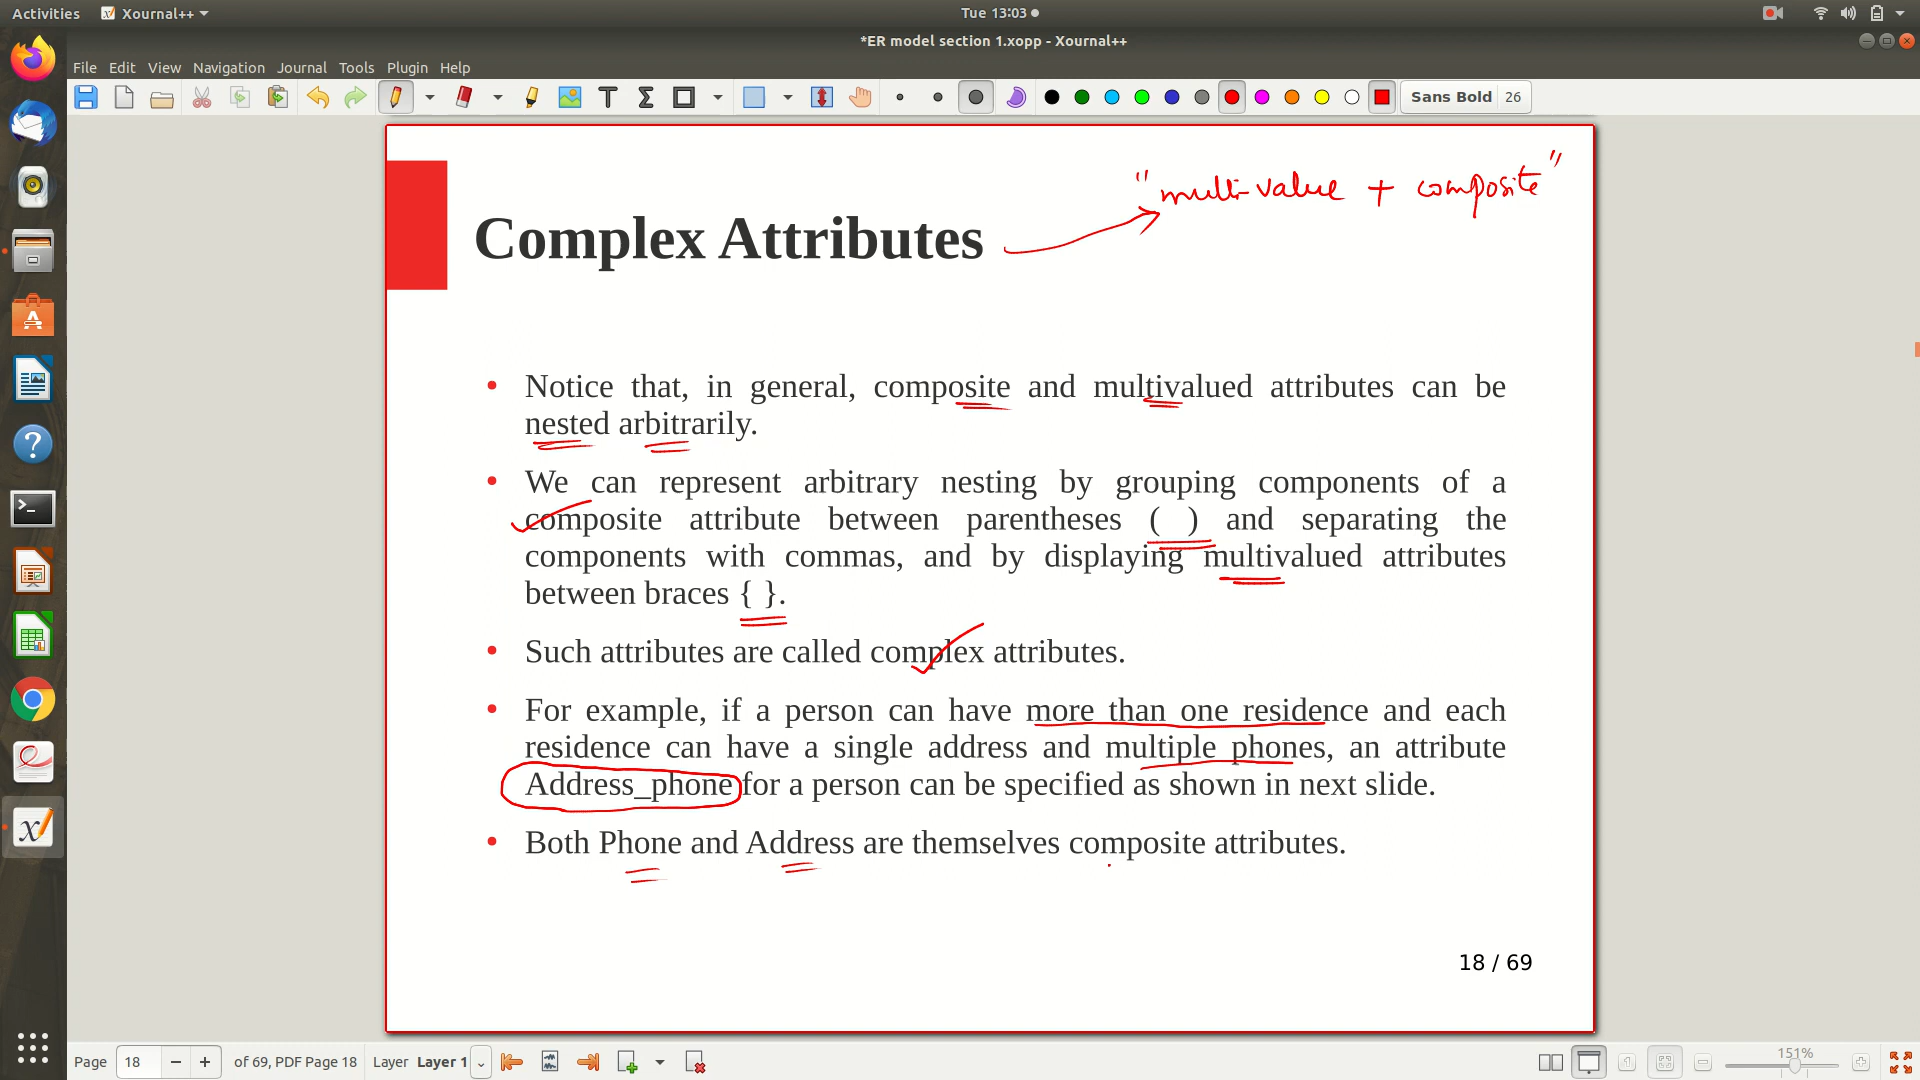 Activities Xournal++ Tue 13:03
*ER model section 1.xopp - Xournal++
File Edit View Navigation Journal Tools Plugin Help
Sans Bold 26
"multi-value + composite"
Complex Attributes
• Notice that, in general, composite and multivalued attributes can be
nested arbitrarily.
• We can represent arbitrary nesting by grouping components of a
composite attribute between parentheses ( ) and separating the
components with commas, and by displaying multivalued attributes
between braces { }.
• Such attributes are called complex attributes.
• For example, if a person can have more than one residence and each
residence can have a single address and multiple phones, an attribute
Address_phone for a person can be specified as shown in next slide.
• Both Phone and Address are themselves composite attributes.
18 / 69
Page 18 of 69, PDF Page 18 Layer Layer 1 151%